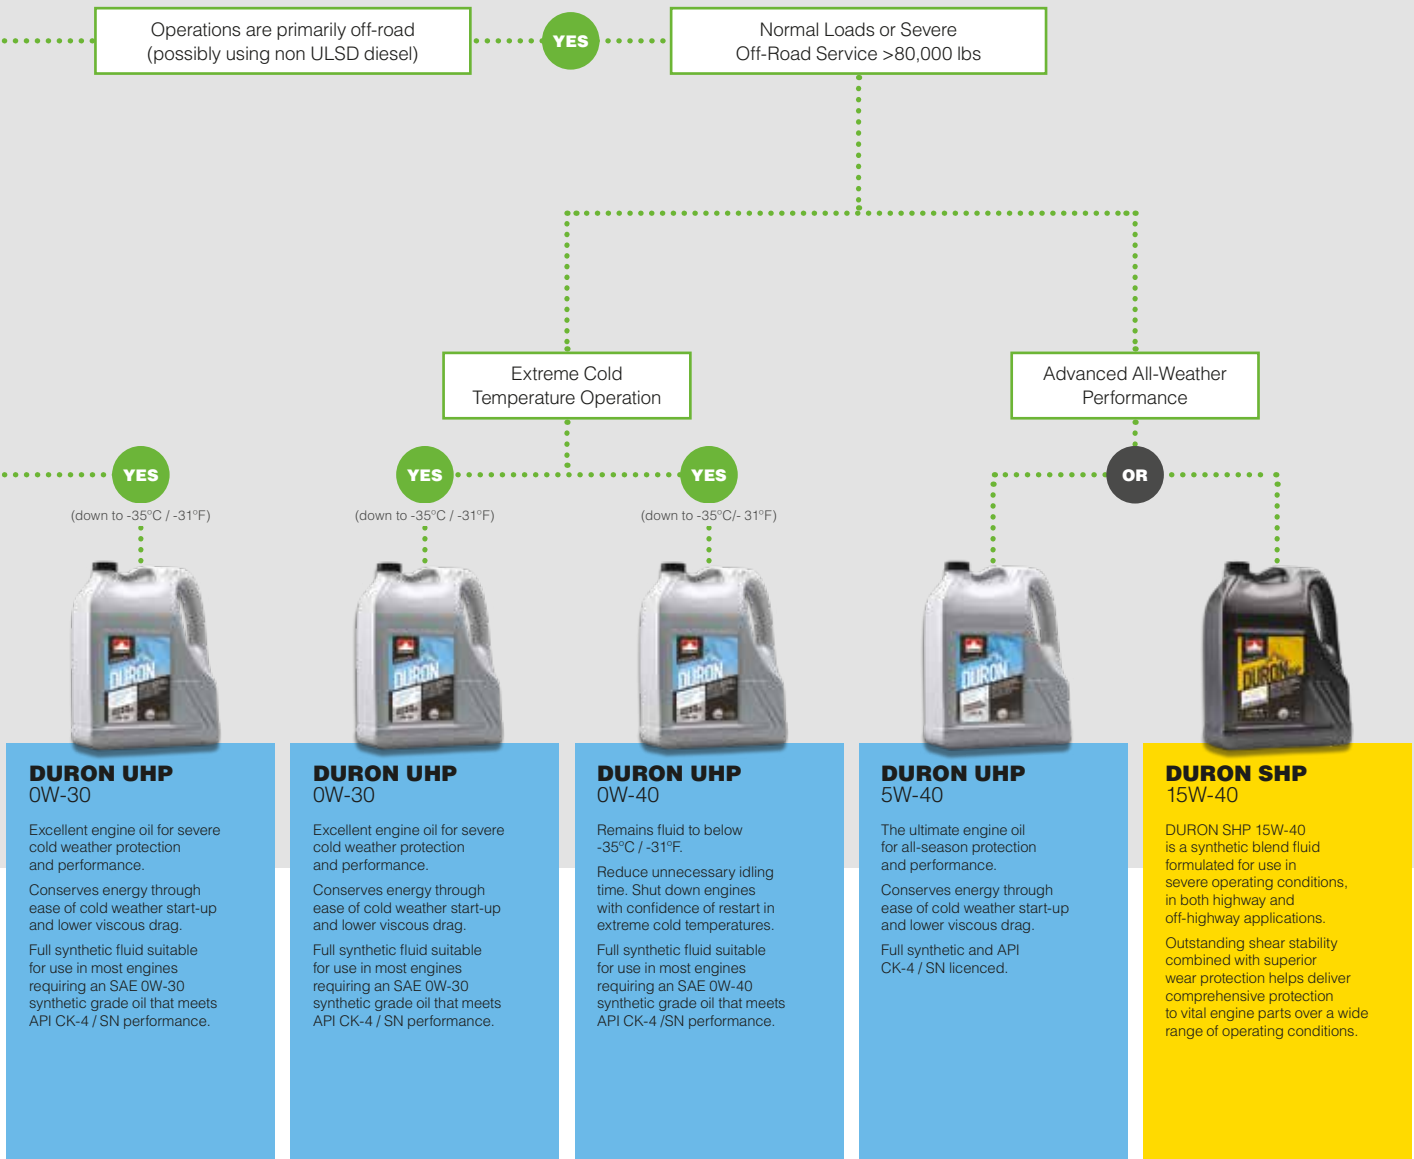 Operations are primarily off-road
(possibly using non ULSD diesel)
YES
Normal Loads or Severe
Off-Road Service >80,000 lbs
Extreme Cold
Temperature Operation
Advanced All-Weather
Performance
YES
YES
YES
OR
(down to -35ºC / -31ºF)
(down to -35ºC / -31ºF)
(down to -35ºC/- 31ºF)
DURON
DURON
DURON
DURON
DURON
DURON UHP
0W-30
Excellent engine oil for severe
cold weather protection
and performance.
Conserves energy through
ease of cold weather start-up
and lower viscous drag.
Full synthetic fluid suitable
for use in most engines
requiring an SAE 0W-30
synthetic grade oil that meets
API CK-4 / SN performance.
DURON UHP
0W-30
Excellent engine oil for severe
cold weather protection
and performance.
Conserves energy through
ease of cold weather start-up
and lower viscous drag.
Full synthetic fluid suitable
for use in most engines
requiring an SAE 0W-30
synthetic grade oil that meets
API CK-4 / SN performance.
DURON UHP
0W-40
Remains fluid to below
-35ºC / -31ºF.
Reduce unnecessary idling
time. Shut down engines
with confidence of restart in
extreme cold temperatures.
Full synthetic fluid suitable
for use in most engines
requiring an SAE 0W-40
synthetic grade oil that meets
API CK-4 /SN performance.
DURON UHP
5W-40
The ultimate engine oil
for all-season protection
and performance.
Conserves energy through
ease of cold weather start-up
and lower viscous drag.
Full synthetic and API
CK-4 / SN licenced.
DURON SHP
15W-40
DURON SHP 15W-40
is a synthetic blend fluid
formulated for use in
severe operating conditions,
in both highway and
off-highway applications.
Outstanding shear stability
combined with superior
wear protection helps deliver
comprehensive protection
to vital engine parts over a wide
range of operating conditions.